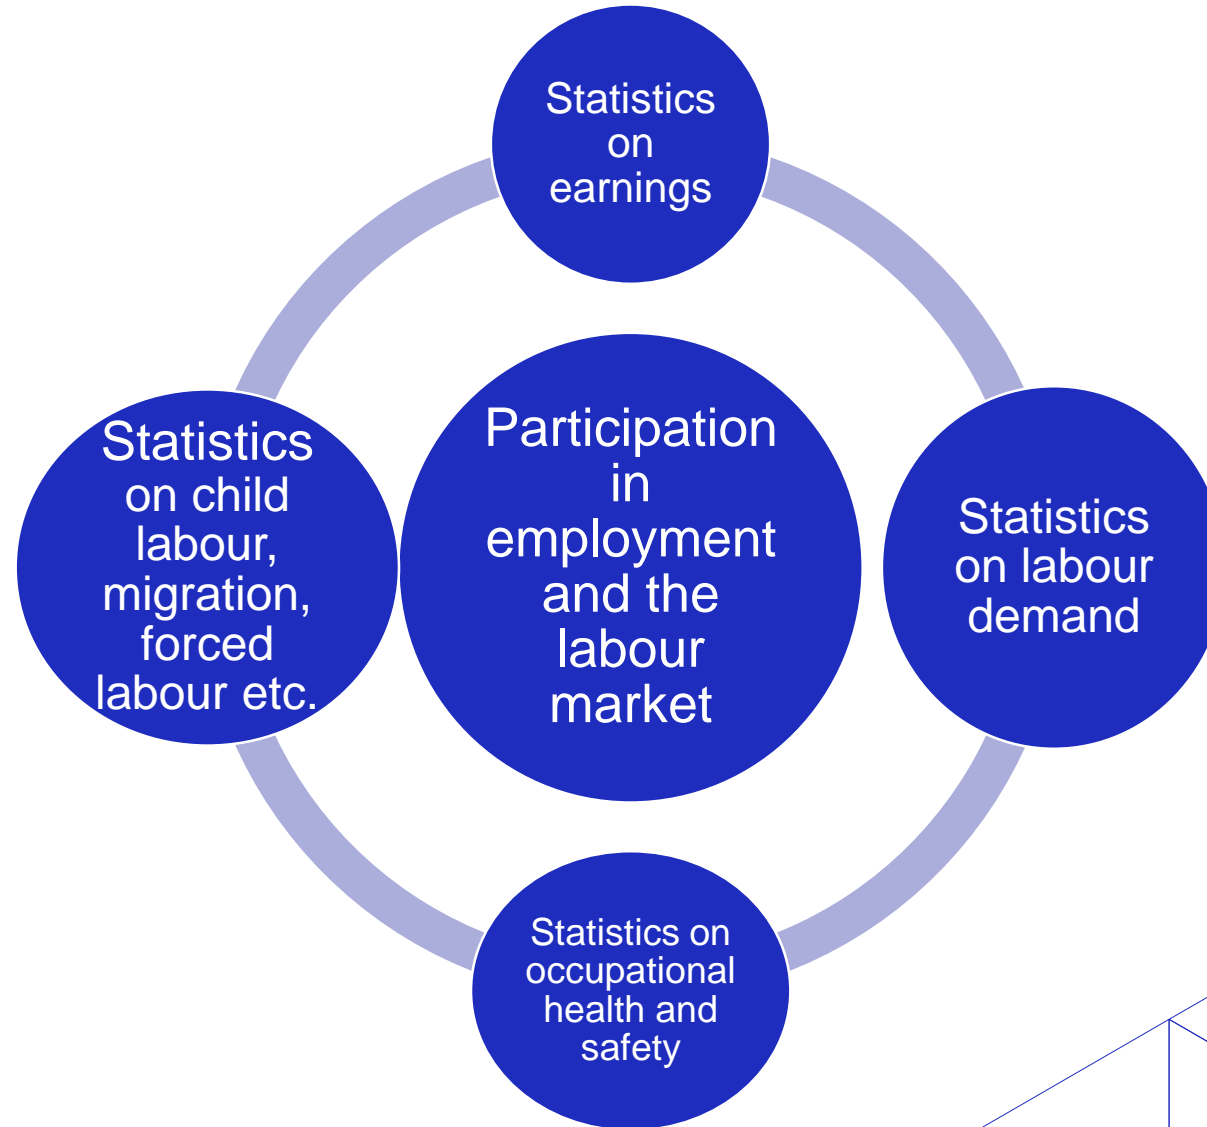 Statistics
on
earnings
Statistics
on child
labour,
migration,
forced
labour etc.
Participation
in
employment
and the
labour
market
Statistics
on labour
demand
Statistics on
occupational
health and
safety